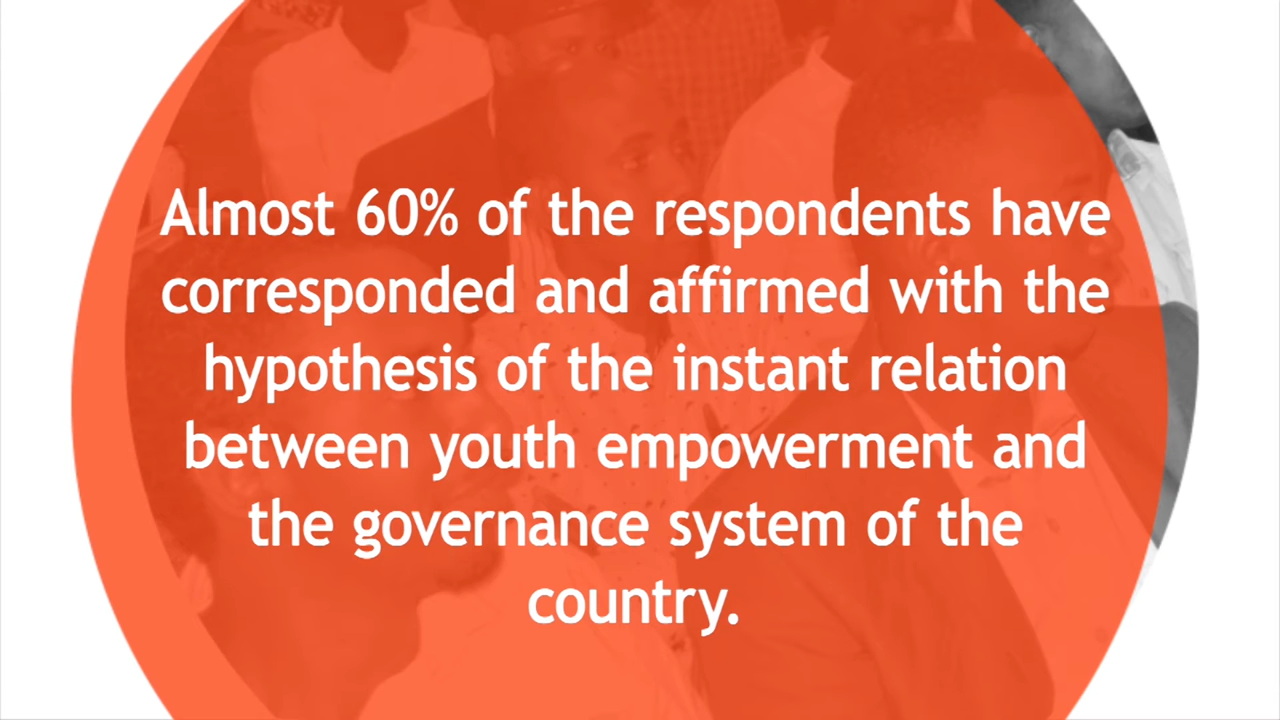 Almost 60% of the respondents have
corresponded and affirmed with the
hypothesis of the instant relation
between youth empowerment and
the governance system of the
country.